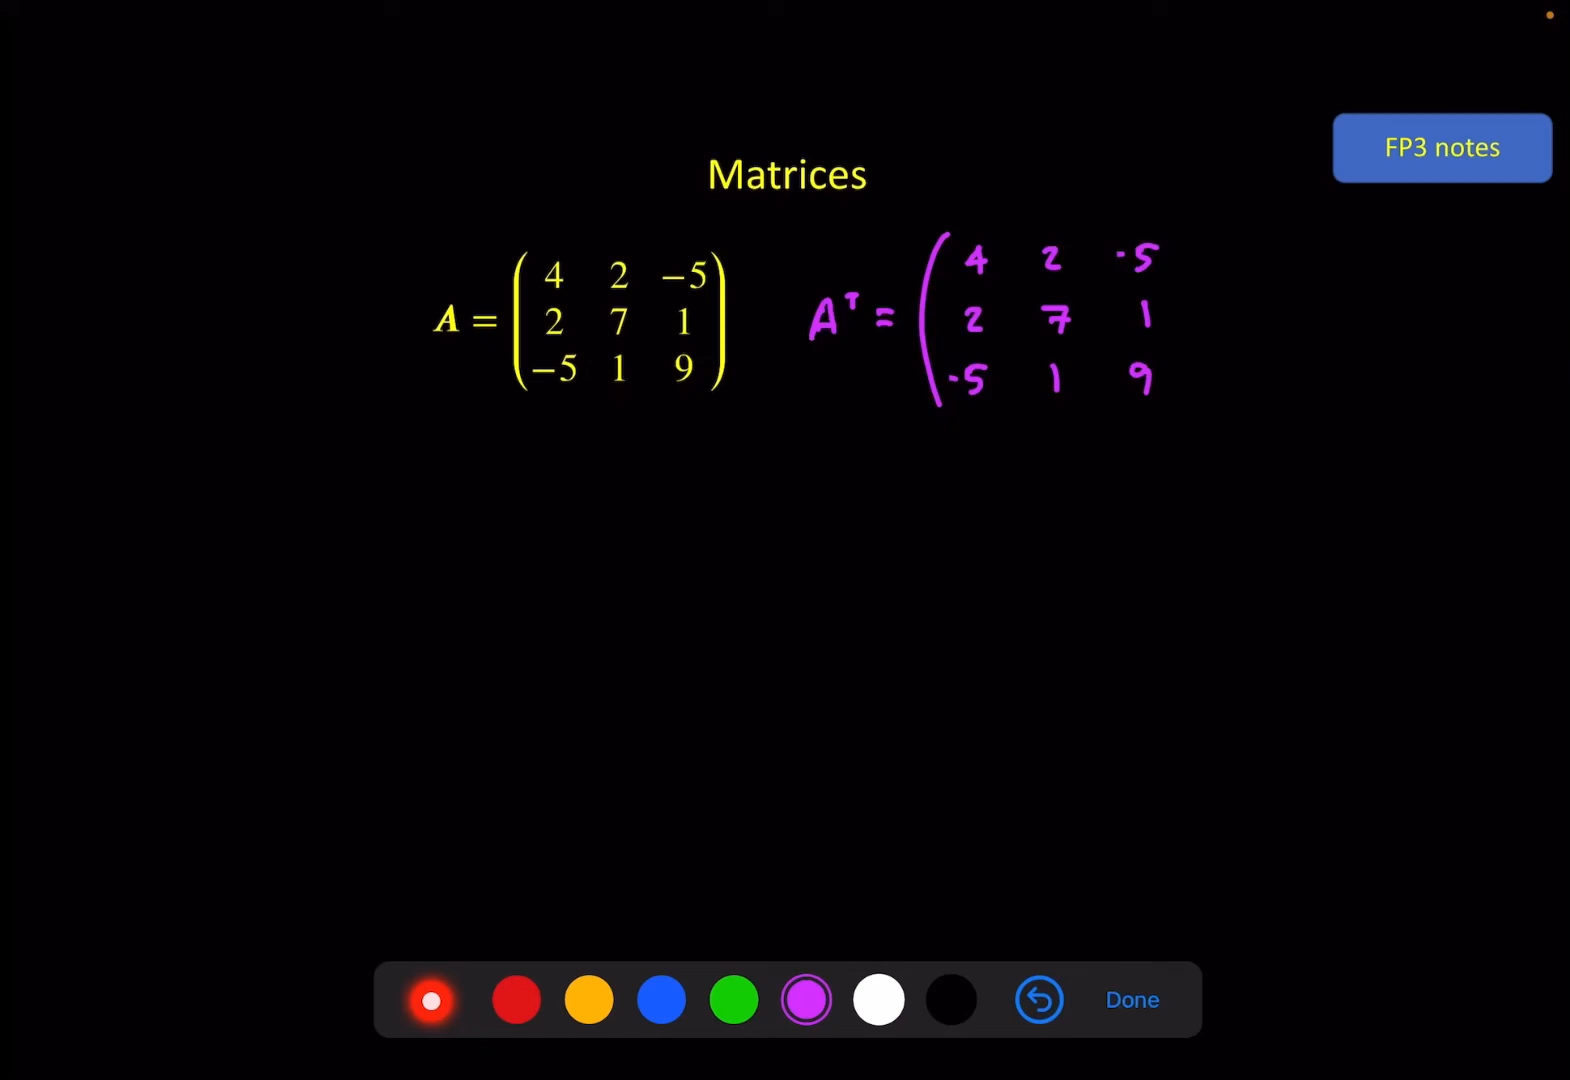 FP3 notes
Matrices
A = ( 4 2 −5 ) Aᵀ = ( 4 2 -5
2 7 1 2 7 1
−5 1 9 -5 1 9
Done